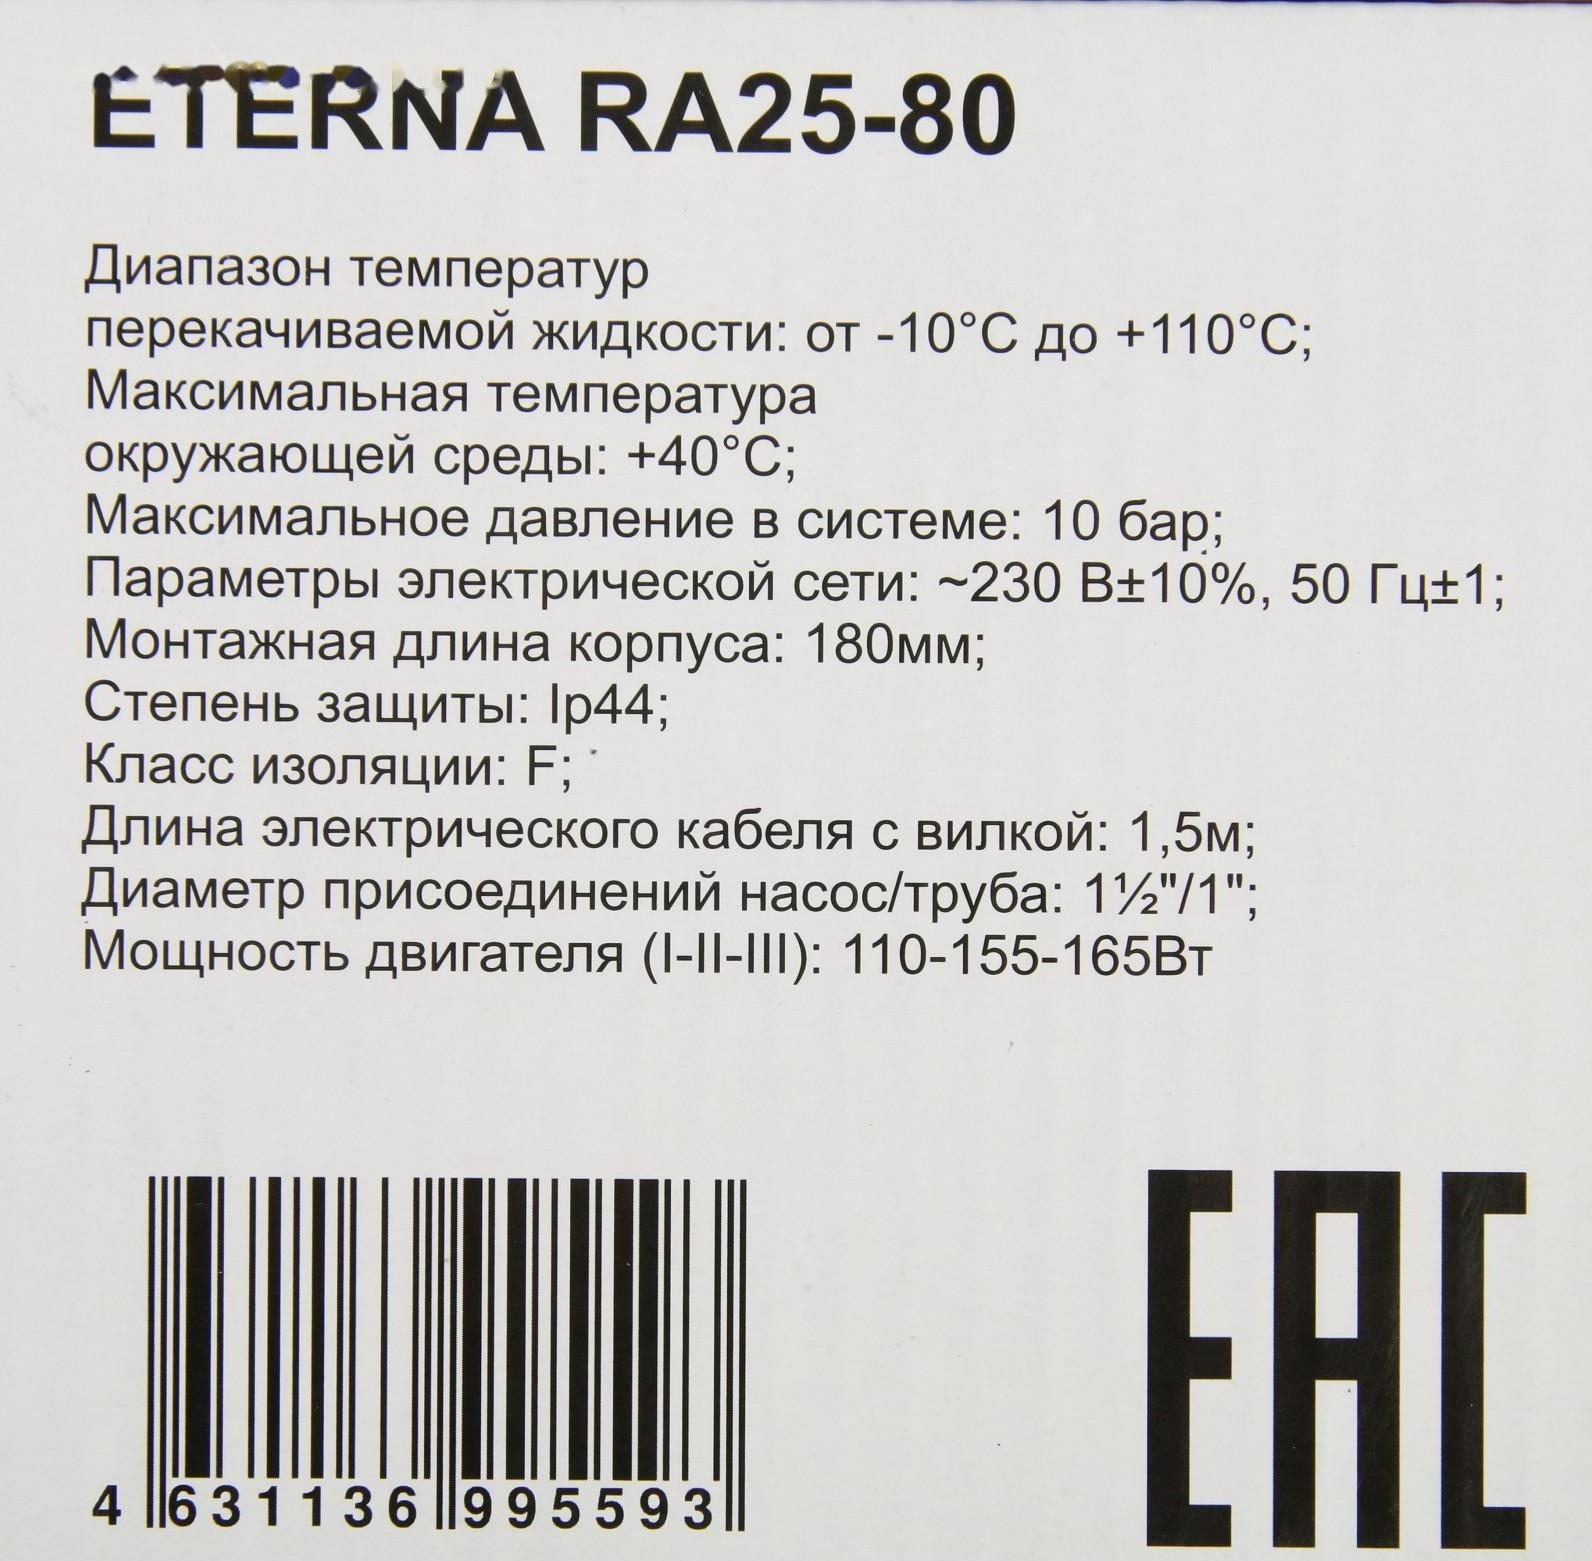 ETERNA RA25-80
Диапазон температур
перекачиваемой жидкости: от -10°C до +110°C;
Максимальная температура
окружающей среды: +40°C;
Максимальное давление в системе: 10 бар;
Параметры электрической сети: ~230 В±10%, 50 Гц±1;
Монтажная длина корпуса: 180мм;
Степень защиты: Ip44;
Класс изоляции: F;
Длина электрического кабеля с вилкой: 1,5м;
Диаметр присоединений насос/труба: 1½"/1";
Мощность двигателя (I-II-III): 110-155-165Вт
4 631136 995593
EAC